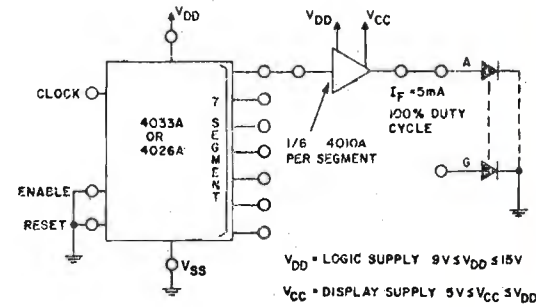 VDD
VDD
VCC
CLOCK
4033A
OR
4026A
7 SEGMENT
A
IF =5mA
100% DUTY
CYCLE
1/6 4010A
PER SEGMENT
ENABLE
G
RESET
VSS
VDD = LOGIC SUPPLY 9V ≤ VDD ≤ 15V
VCC = DISPLAY SUPPLY 5V ≤ VCC ≤ VDD